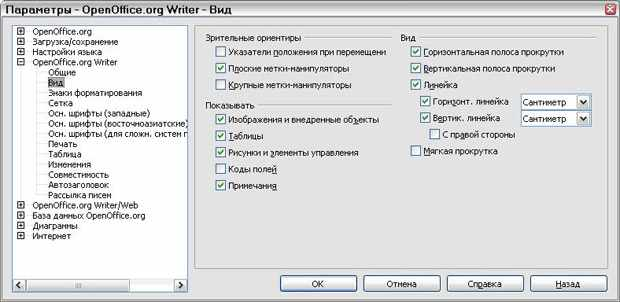 Параметры - OpenOffice.org Writer - Вид
OpenOffice.org
Загрузка/сохранение
Настройки языка
OpenOffice.org Writer
Общие
Вид
Знаки форматирования
Сетка
Осн. шрифты (западные)
Осн. шрифты (восточноазиатские)
Осн. шрифты (для сложн. систем п
Печать
Таблица
Изменения
Совместимость
Автозаголовок
Рассылка писем
OpenOffice.org Writer/Web
База данных OpenOffice.org
Диаграммы
Интернет
Зрительные ориентиры
Указатели положения при перемещени
Плоские метки-манипуляторы
Крупные метки-манипуляторы
Показывать
Изображения и внедренные объекты
Таблицы
Рисунки и элементы управления
Коды полей
Примечания
Вид
Горизонтальная полоса прокрутки
Вертикальная полоса прокрутки
Линейка
Горизонт. линейка Сантиметр
Вертик. линейка Сантиметр
С правой стороны
Мягкая прокрутка
ОК Отмена Справка Назад